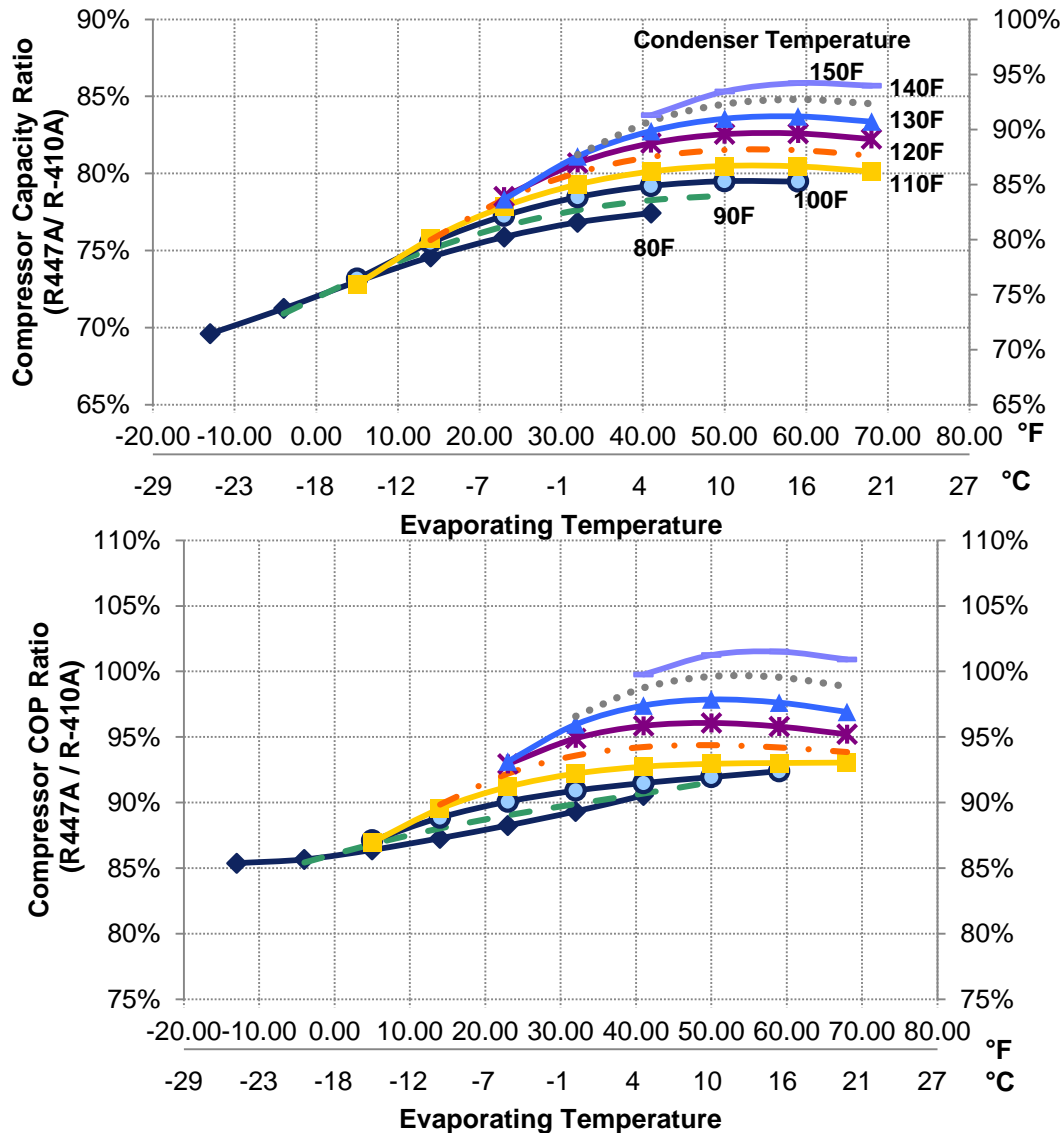 Compressor Capacity Ratio
(R447A/ R-410A)
90%
85%
80%
75%
70%
65%
100%
95%
90%
85%
80%
75%
70%
65%
Condenser Temperature
150F
140F
130F
120F
110F
100F
90F
80F
-20.00 -10.00 0.00 10.00 20.00 30.00 40.00 50.00 60.00 70.00 80.00 °F
-29 -23 -18 -12 -7 -1 4 10 16 21 27 °C
Evaporating Temperature
Compressor COP Ratio
(R447A / R-410A)
110%
105%
100%
95%
90%
85%
80%
75%
110%
105%
100%
95%
90%
85%
80%
75%
-20.00 -10.00 0.00 10.00 20.00 30.00 40.00 50.00 60.00 70.00 80.00 °F
-29 -23 -18 -12 -7 -1 4 10 16 21 27 °C
Evaporating Temperature